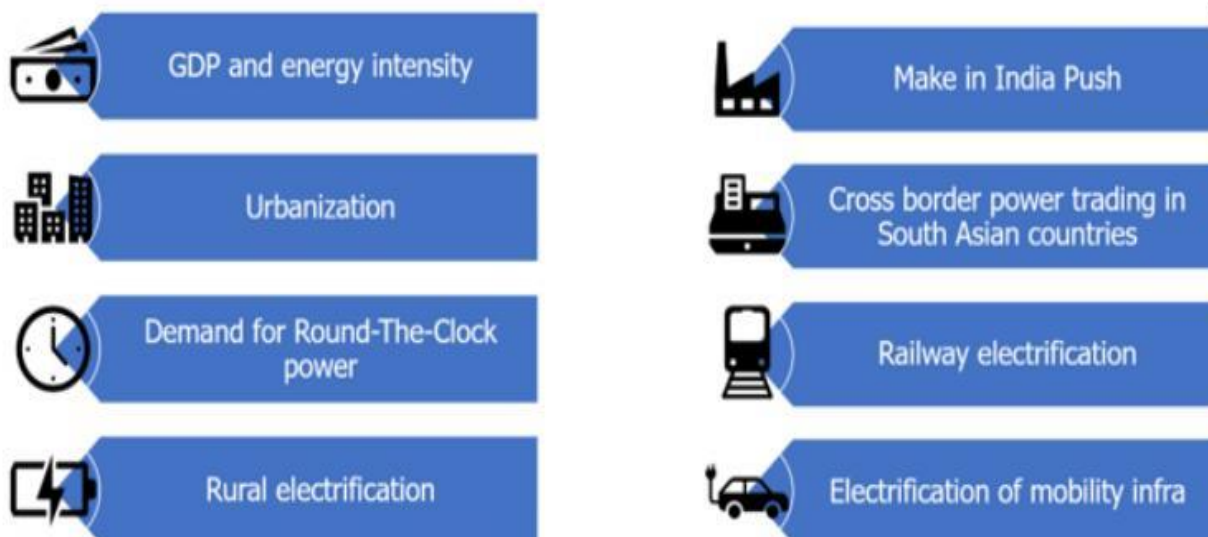 GDP and energy intensity
Urbanization
Demand for Round-The-Clock
power
Rural electrification
Make in India Push
Cross border power trading in
South Asian countries
Railway electrification
Electrification of mobility infra